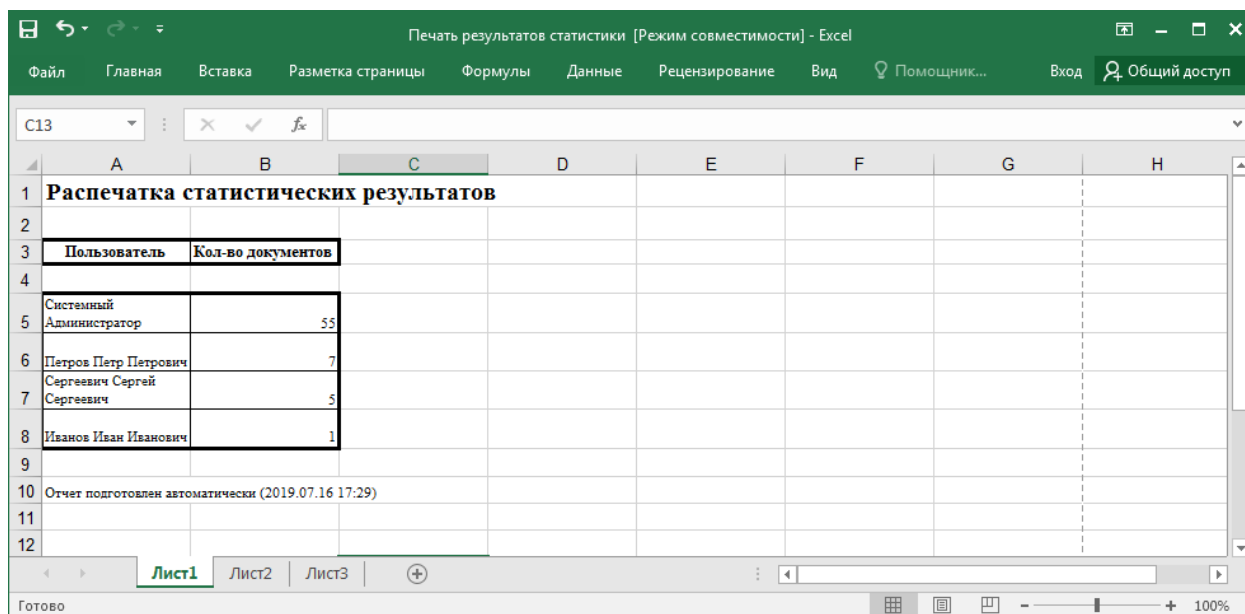 Печать результатов статистики [Режим совместимости] - Excel
Файл Главная Вставка Разметка страницы Формулы Данные Рецензирование Вид Помощник... Вход Общий доступ
C13 fx
A B C D E F G H
1 Распечатка статистических результатов
2
3 Пользователь Кол-во документов
4
Системный
5 Администратор 55
6 Петров Петр Петрович 7
Сергеевич Сергей
7 Сергеевич 5
8 Иванов Иван Иванович 1
9
10 Отчет подготовлен автоматически (2019.07.16 17:29)
11
12
Лист1 Лист2 Лист3
Готово 100%